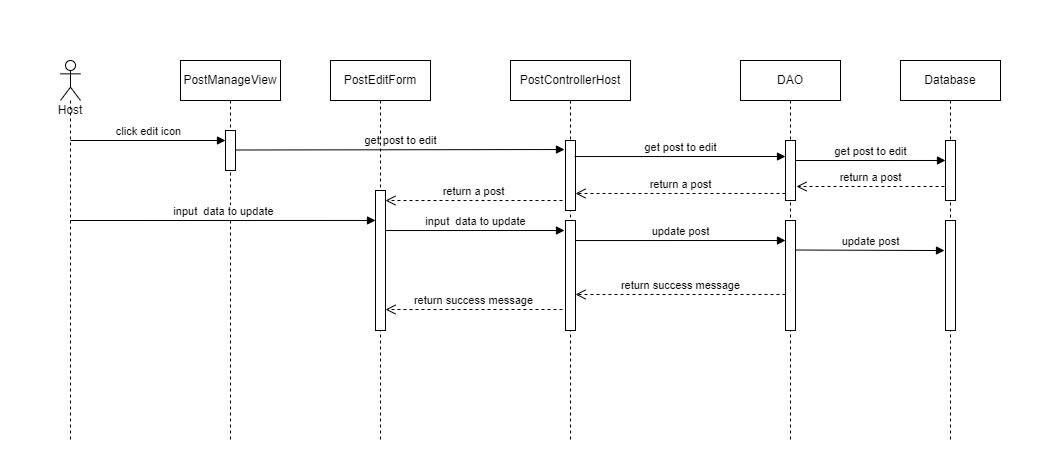 PostManageView
PostEditForm
PostControllerHost
DAO
Database
Host
click edit icon
get post to edit
get post to edit
get post to edit
return a post
return a post
return a post
input data to update
input data to update
update post
update post
return success message
return success message